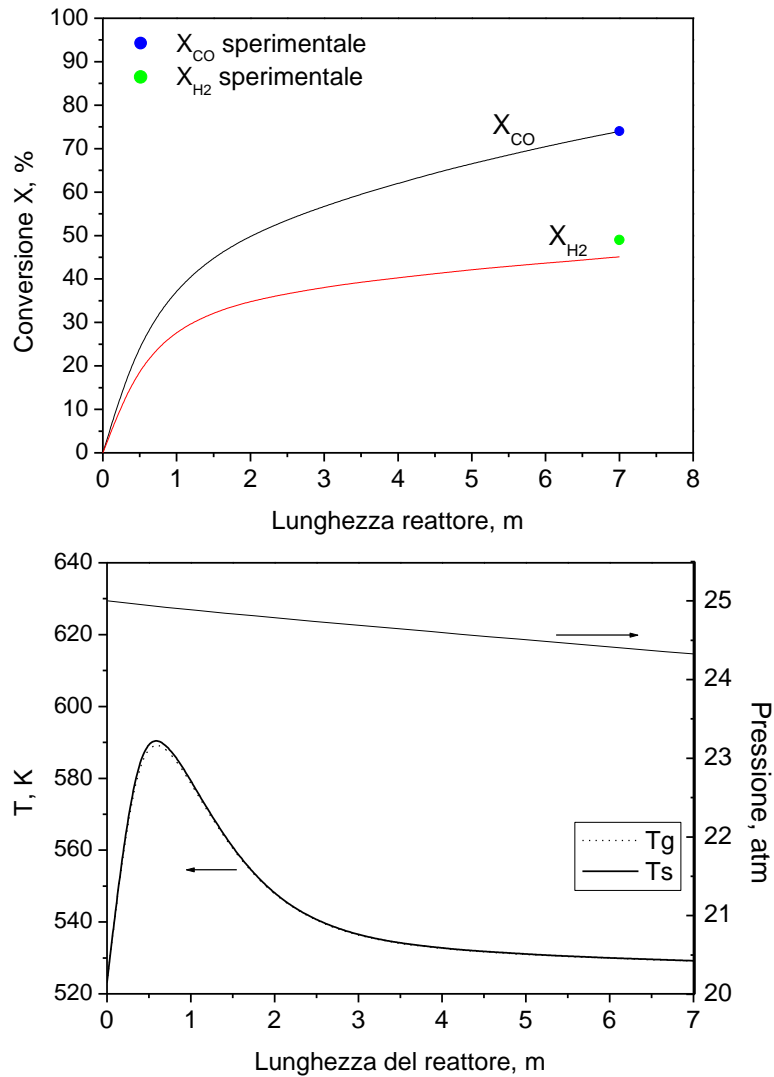 100
90
80
70
60
50
40
30
20
10
0
Conversione X, %
X_CO sperimentale
X_H2 sperimentale
X_CO
X_H2
0 1 2 3 4 5 6 7 8
Lunghezza reattore, m
640
620
600
580
560
540
520
T, K
25
24
23
22
21
20
Pressione, atm
Tg
Ts
0 1 2 3 4 5 6 7
Lunghezza del reattore, m